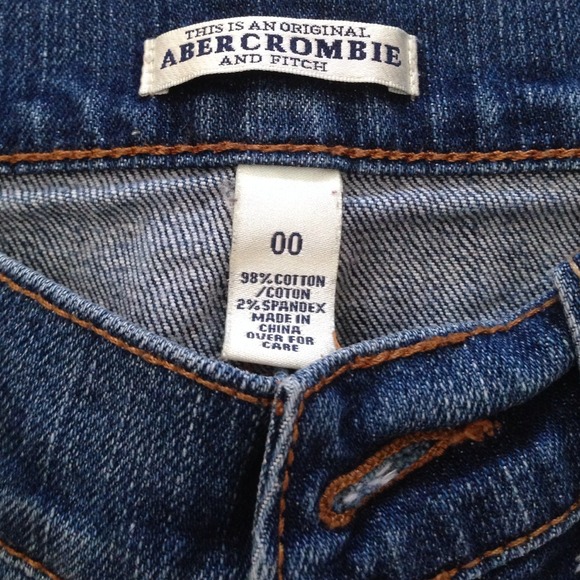 THIS IS AN ORIGINAL
ABERCROMBIE
AND FITCH
00
98% COTTON
/COTON
2% SPANDEX
MADE IN
CHINA
OVER FOR
CARE